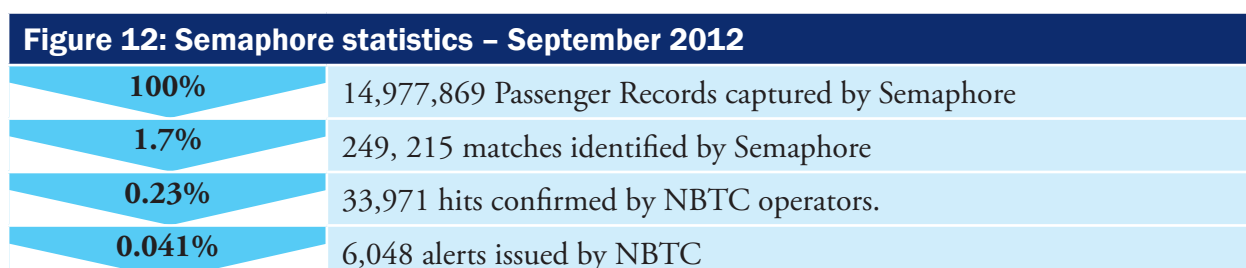 Figure 12: Semaphore statistics – September 2012
100% 14,977,869 Passenger Records captured by Semaphore
1.7% 249, 215 matches identified by Semaphore
0.23% 33,971 hits confirmed by NBTC operators.
0.041% 6,048 alerts issued by NBTC